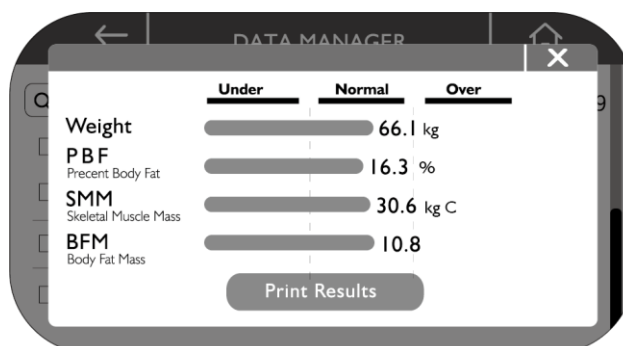 DATA MANAGER
X
Under Normal Over
Weight 66.1 kg
PBF 16.3 %
Precent Body Fat
SMM 30.6 kg C
Skeletal Muscle Mass
BFM 10.8
Body Fat Mass
Print Results
9